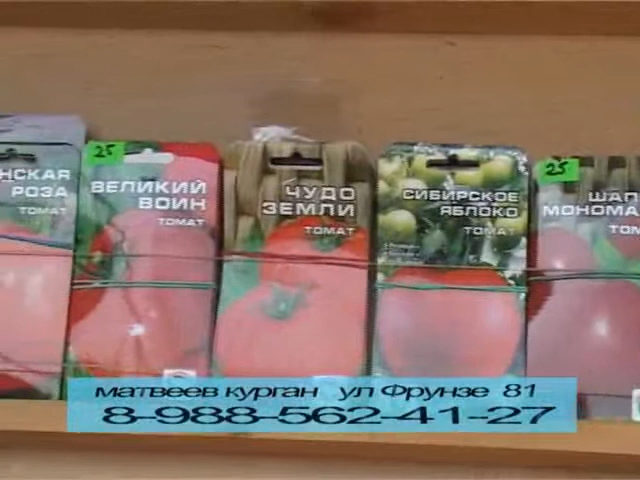 НСКАЯ
РОЗА
ТОМАТ
25
ВЕЛИКИЙ
ВОИН
ТОМАТ
ЧУДО
ЗЕМЛИ
ТОМАТ
СИБИРСКОЕ
ЯБЛОКО
ТОМАТ
25
ШАП
МОНОМА
ТОМ
матвеев курган ул Фрунзе 81
8-988-562-41-27